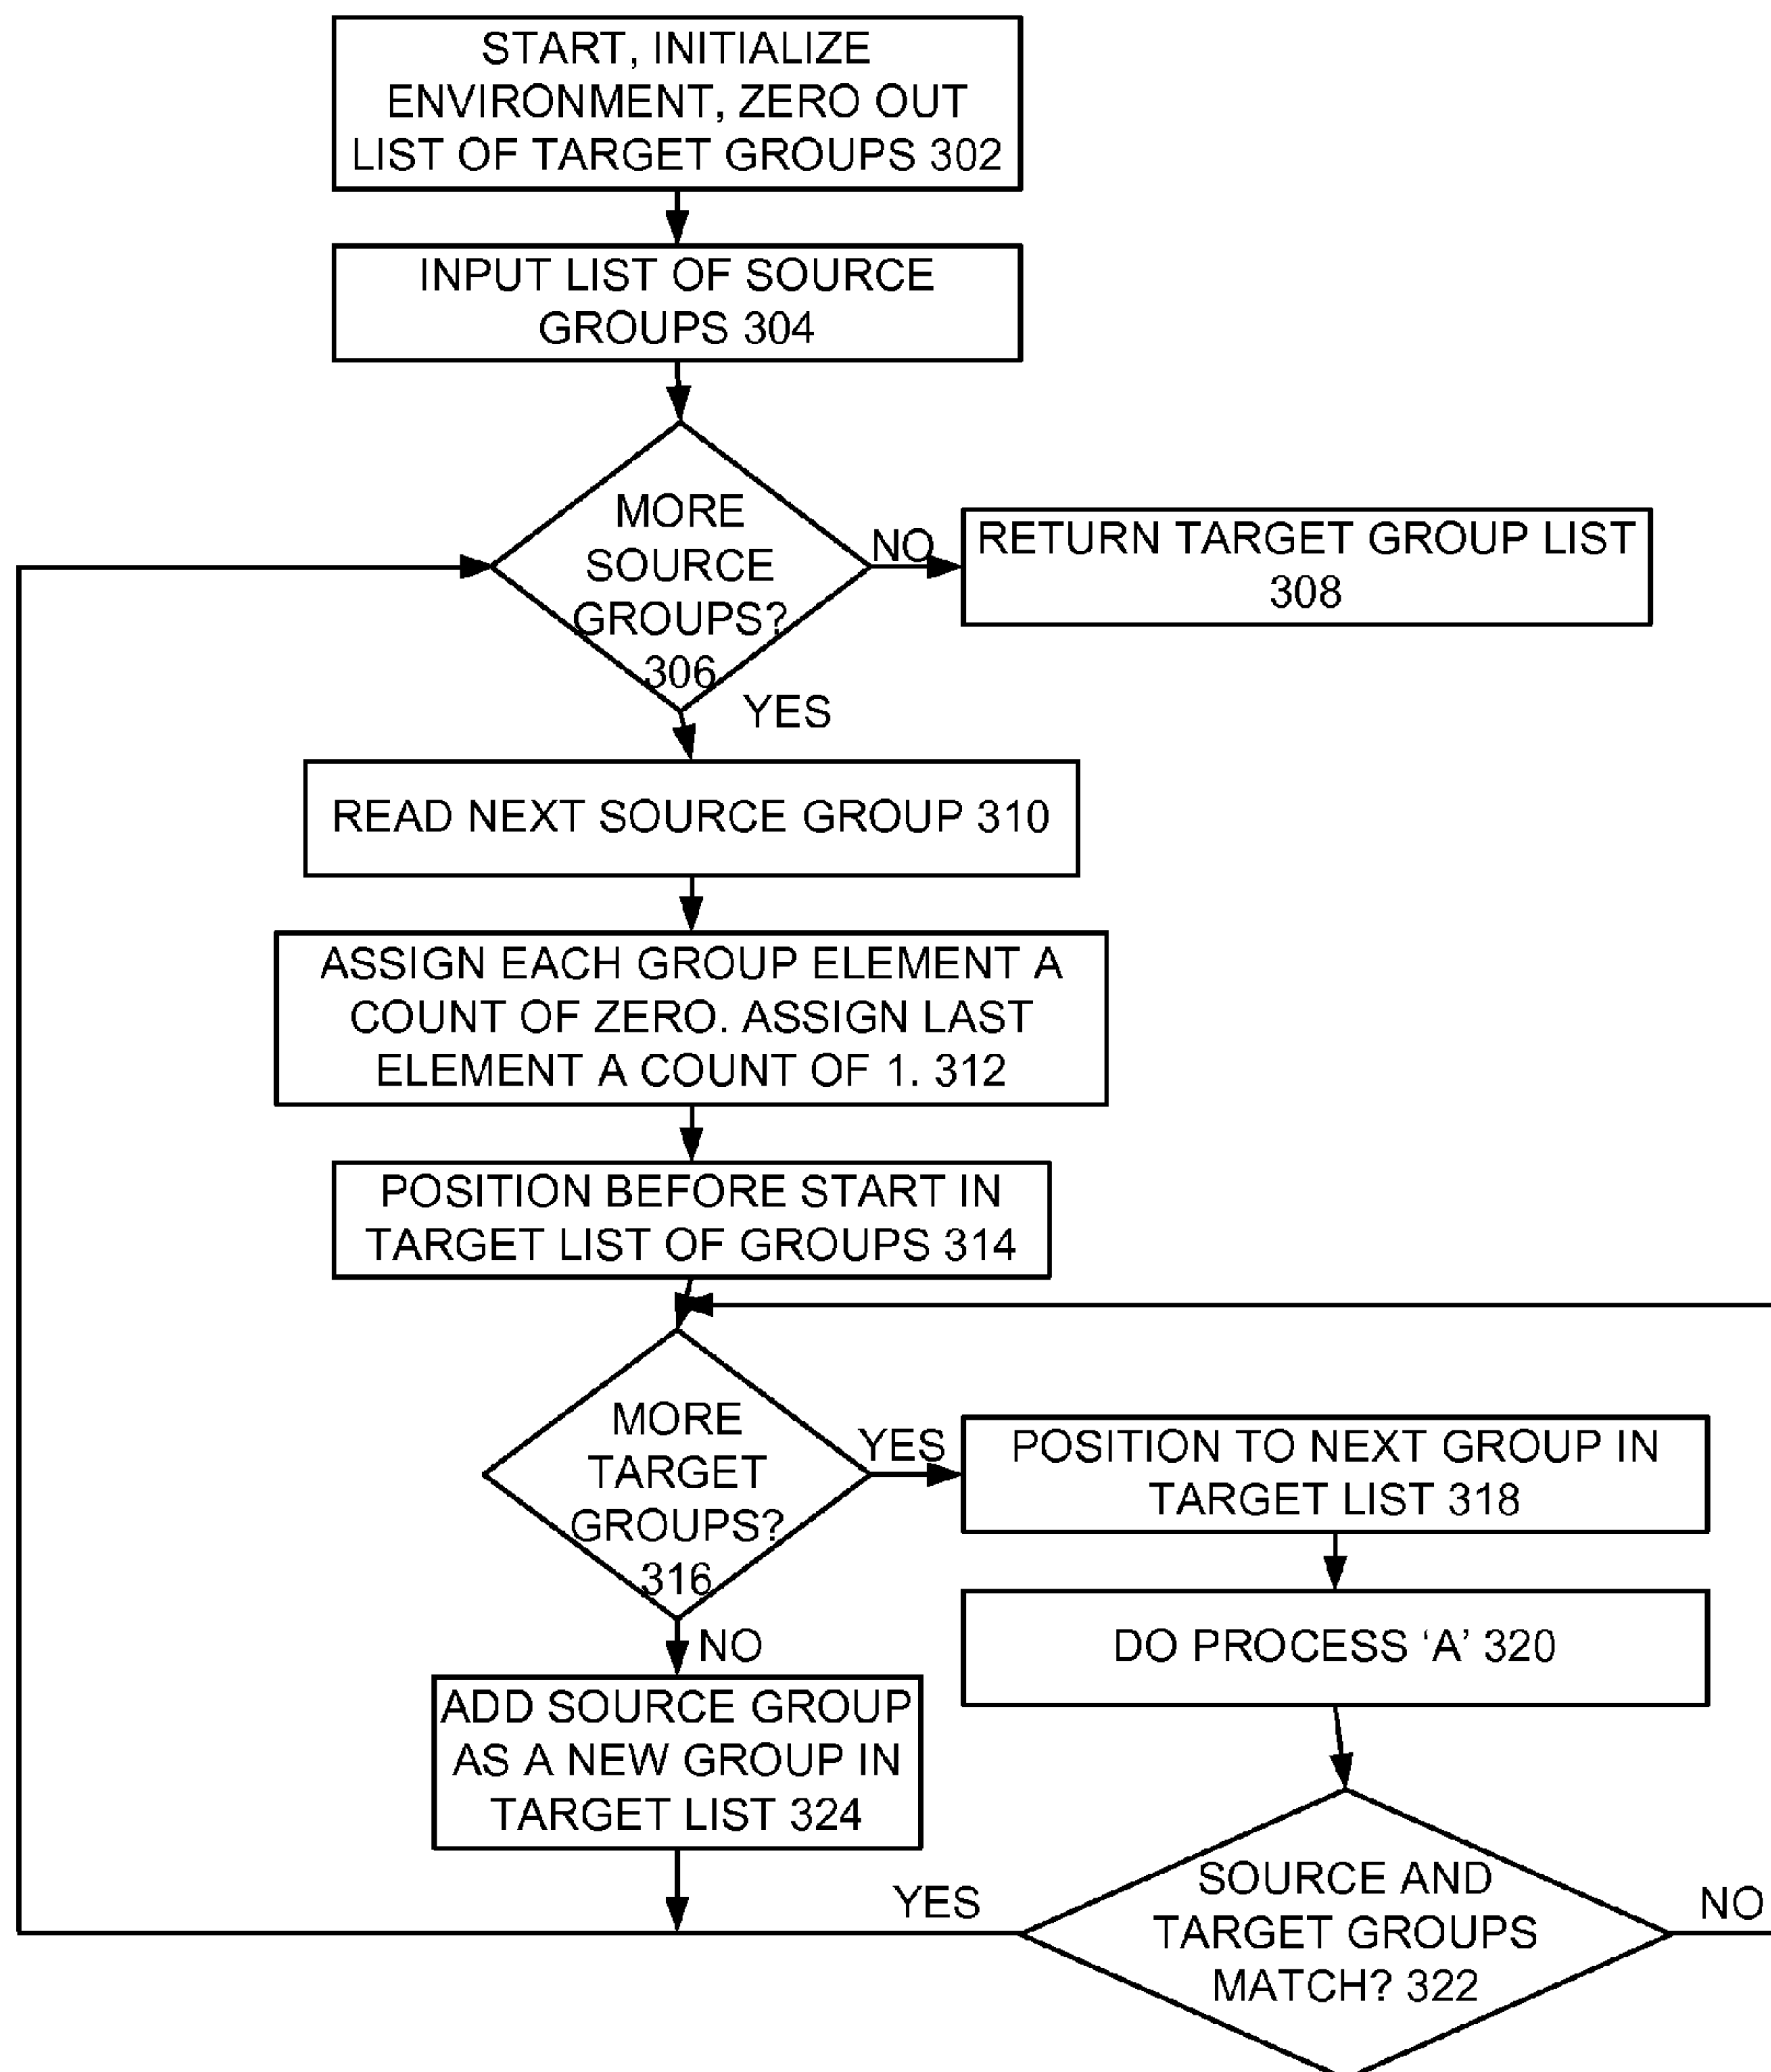 START, INITIALIZE
ENVIRONMENT, ZERO OUT
LIST OF TARGET GROUPS 302
INPUT LIST OF SOURCE
GROUPS 304
MORE
SOURCE
GROUPS?
306
NO
RETURN TARGET GROUP LIST
308
YES
READ NEXT SOURCE GROUP 310
ASSIGN EACH GROUP ELEMENT A
COUNT OF ZERO. ASSIGN LAST
ELEMENT A COUNT OF 1. 312
POSITION BEFORE START IN
TARGET LIST OF GROUPS 314
MORE
TARGET
GROUPS?
316
YES
POSITION TO NEXT GROUP IN
TARGET LIST 318
DO PROCESS ‘A’ 320
NO
ADD SOURCE GROUP
AS A NEW GROUP IN
TARGET LIST 324
YES
SOURCE AND
TARGET GROUPS
MATCH? 322
NO